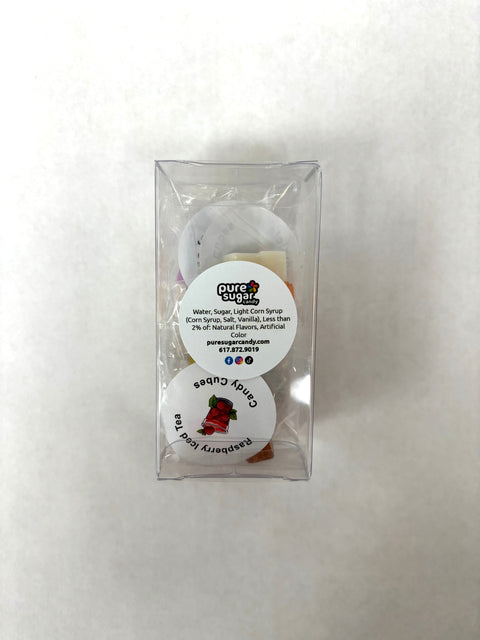 pure
sugar
candy
Water, Sugar, Light Corn Syrup
(Corn Syrup, Salt, Vanilla), Less than
2% of: Natural Flavors, Artificial
Color
puresugarcandy.com
617.872.9019
Raspberry Iced Tea
Candy Cubes